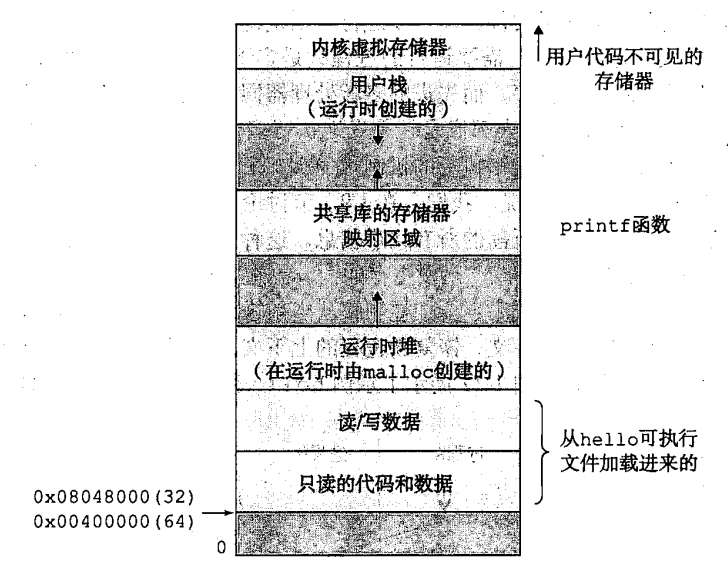 内核虚拟存储器
用户代码不可见的
存储器
用户栈
（运行时创建的）
共享库的存储器
映射区域
printf函数
运行时堆
（在运行时由malloc创建的）
读/写数据
从hello可执行
文件加载进来的
只读的代码和数据
0x08048000(32)
0x00400000(64)
0